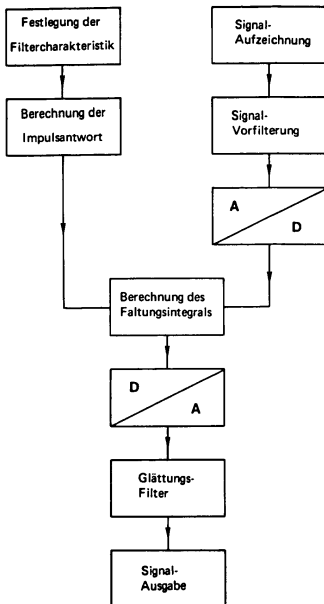 Festlegung der
Filtercharakteristik
Signal-
Aufzeichnung
Berechnung der
Impulsantwort
Signal-
Vorfilterung
A
D
Berechnung des
Faltungsintegrals
D
A
Glättungs-
Filter
Signal-
Ausgabe